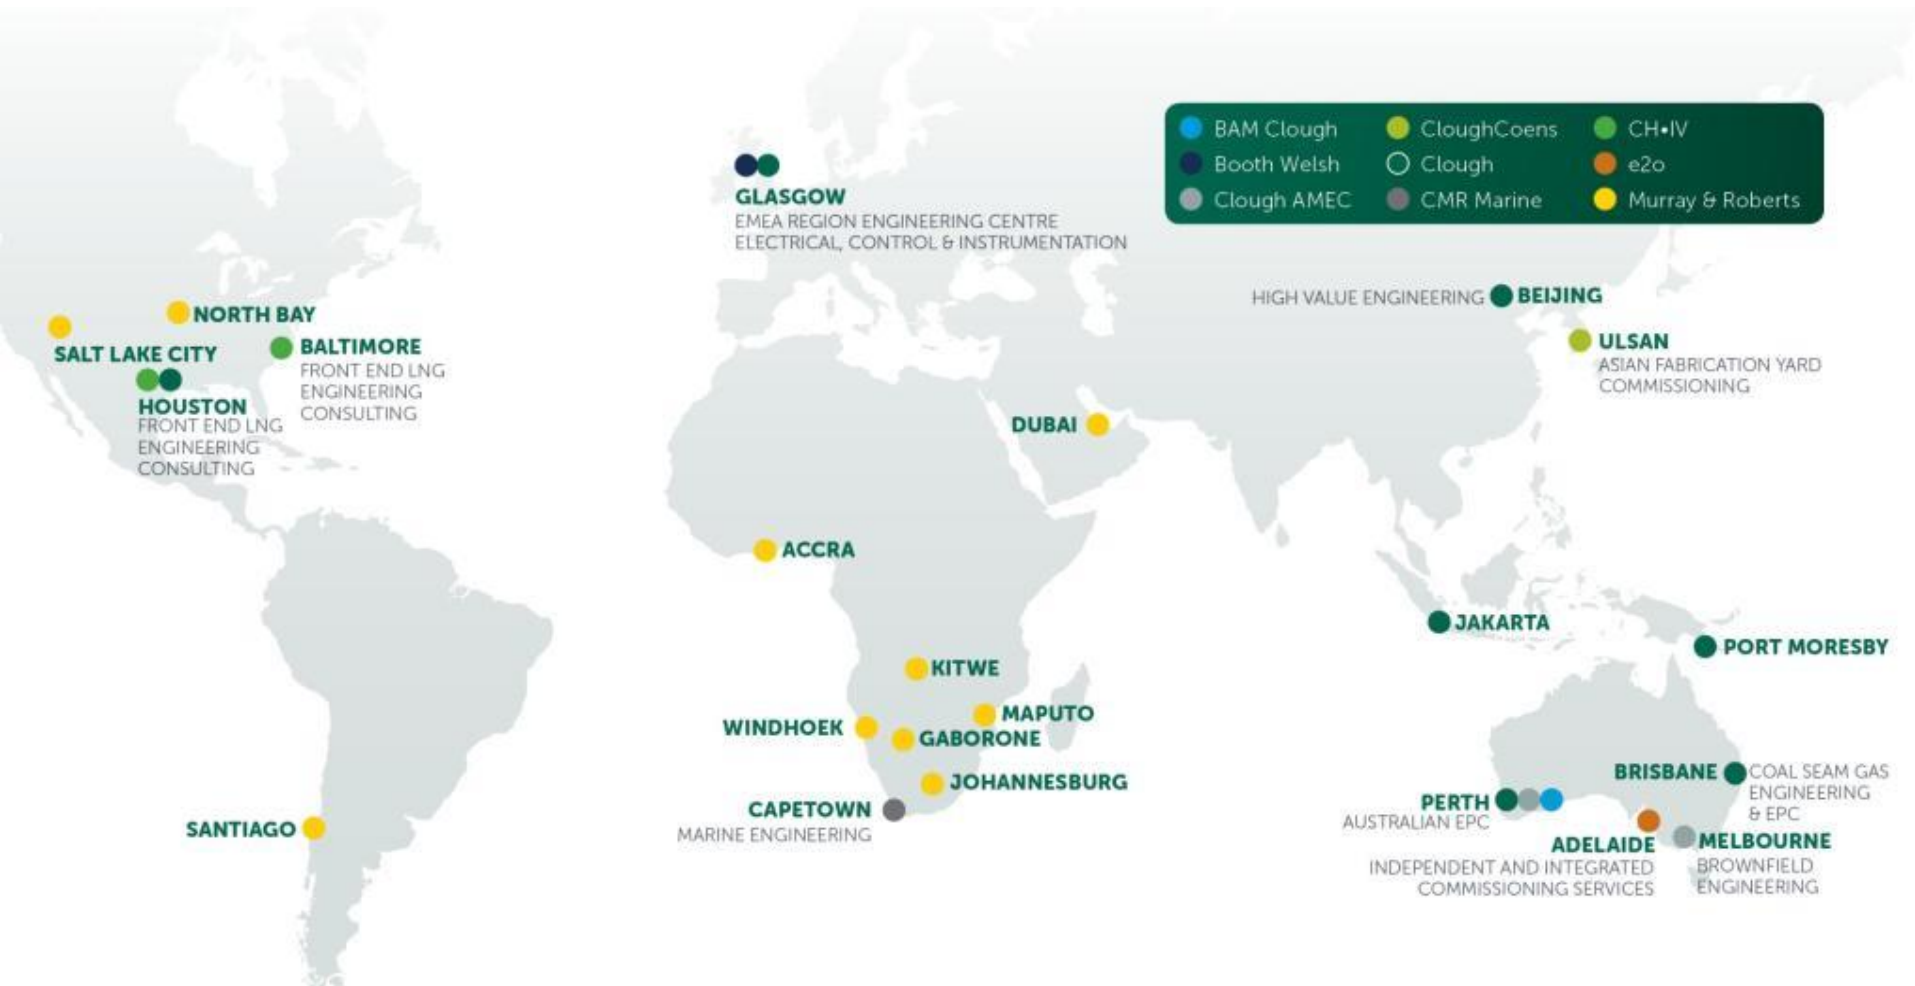 BAM Clough
CloughCoens
CH•IV
Booth Welsh
Clough
e2o
Clough AMEC
CMR Marine
Murray & Roberts
GLASGOW
EMEA REGION ENGINEERING CENTRE
ELECTRICAL, CONTROL & INSTRUMENTATION
NORTH BAY
SALT LAKE CITY
BALTIMORE
FRONT END LNG
ENGINEERING
CONSULTING
HOUSTON
FRONT END LNG
ENGINEERING
CONSULTING
HIGH VALUE ENGINEERING
BEIJING
ULSAN
ASIAN FABRICATION YARD
COMMISSIONING
DUBAI
ACCRA
JAKARTA
PORT MORESBY
KITWE
MAPUTO
WINDHOEK
GABORONE
JOHANNESBURG
CAPETOWN
MARINE ENGINEERING
SANTIAGO
BRISBANE
COAL SEAM GAS
ENGINEERING
& EPC
PERTH
AUSTRALIAN EPC
ADELAIDE
INDEPENDENT AND INTEGRATED
COMMISSIONING SERVICES
MELBOURNE
BROWNFIELD
ENGINEERING